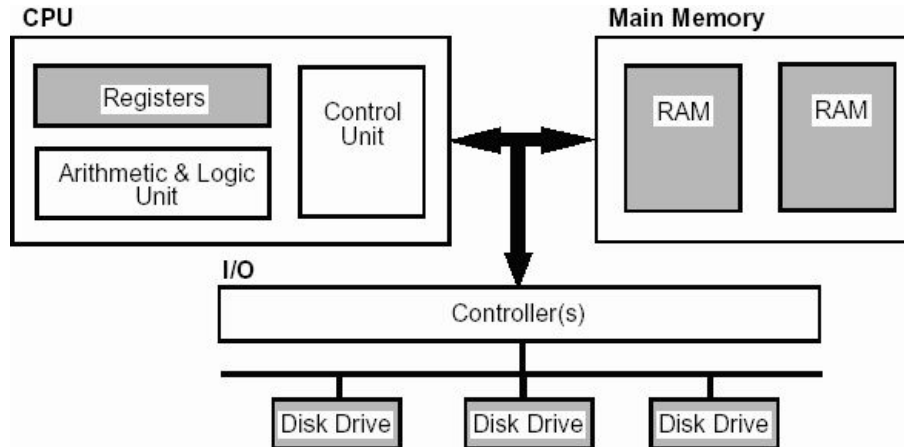 CPU
Main Memory
Registers
Control
Unit
Arithmetic & Logic
Unit
RAM
RAM
I/O
Controller(s)
Disk Drive
Disk Drive
Disk Drive